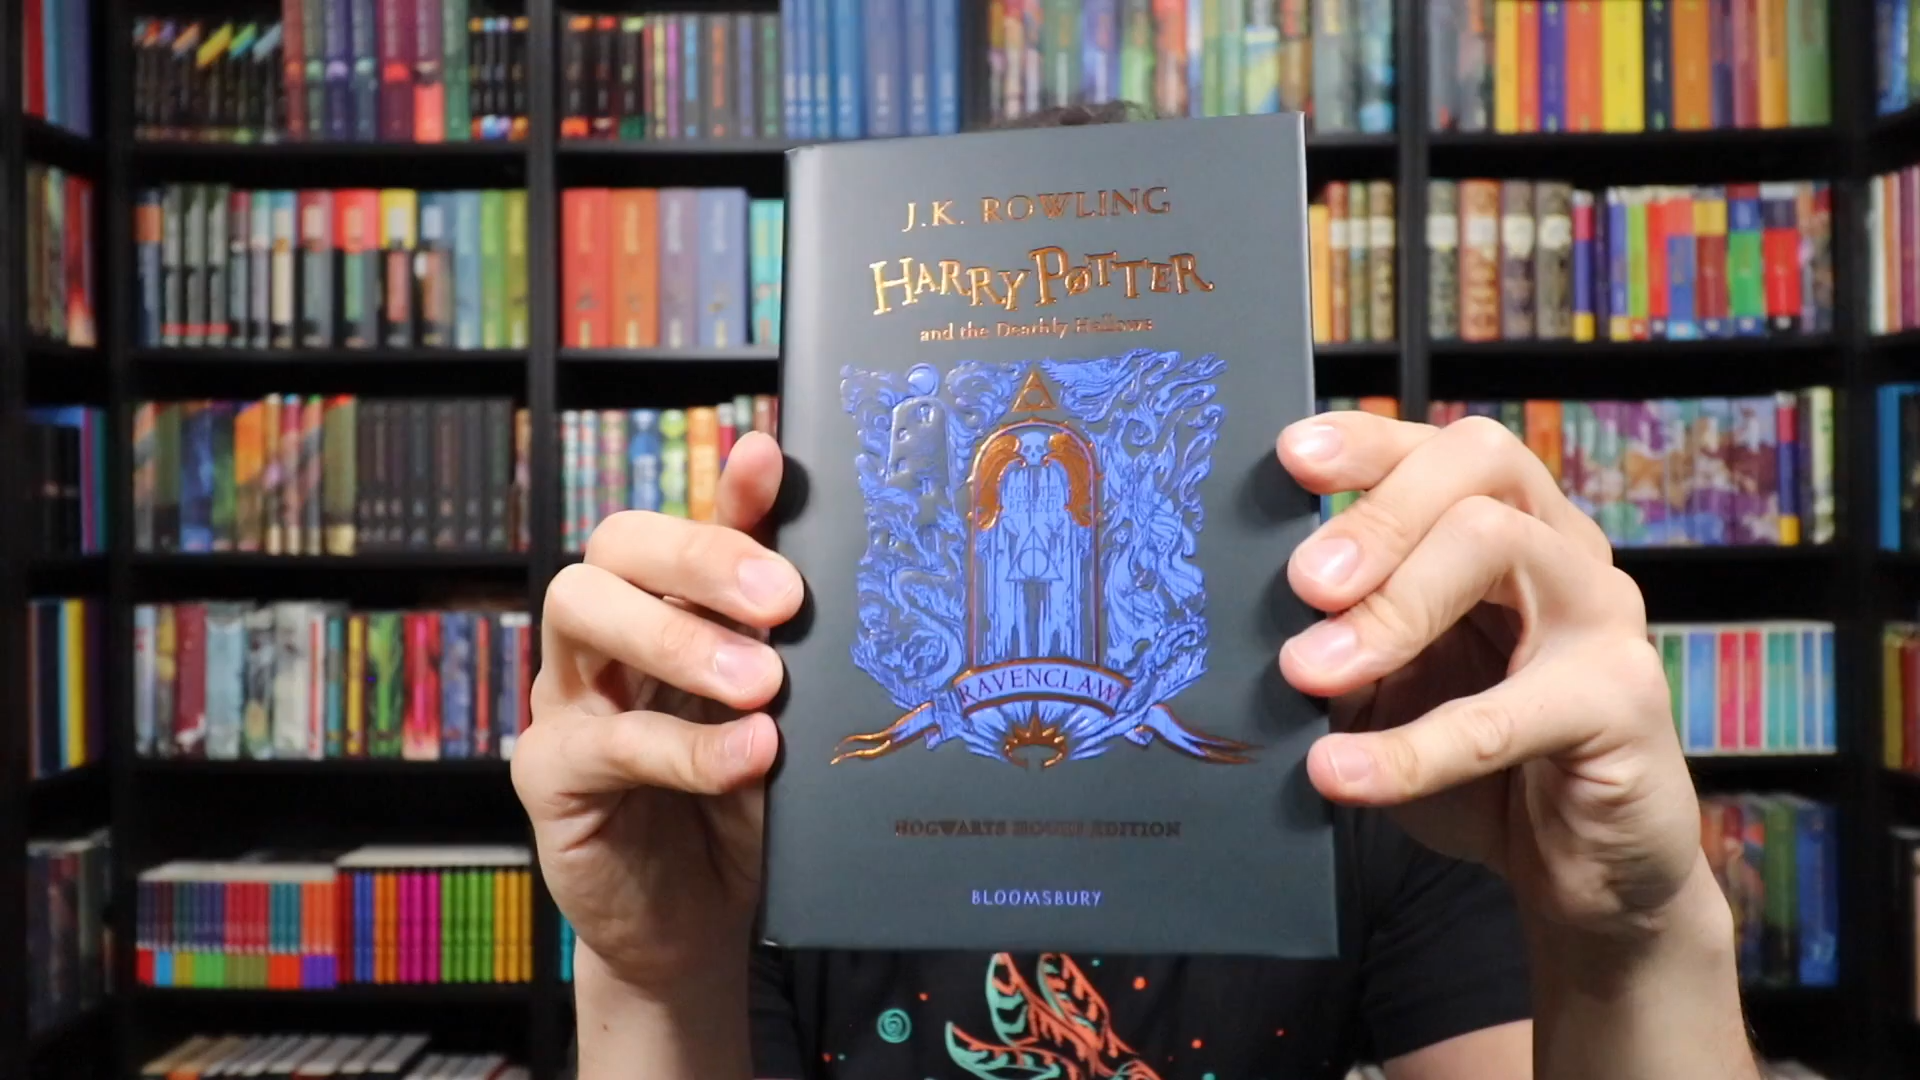 J.K. ROWLING
HARRY POTTER
and the Deathly Hallows
RAVENCLAW
HOGWARTS HOUSE EDITION
BLOOMSBURY